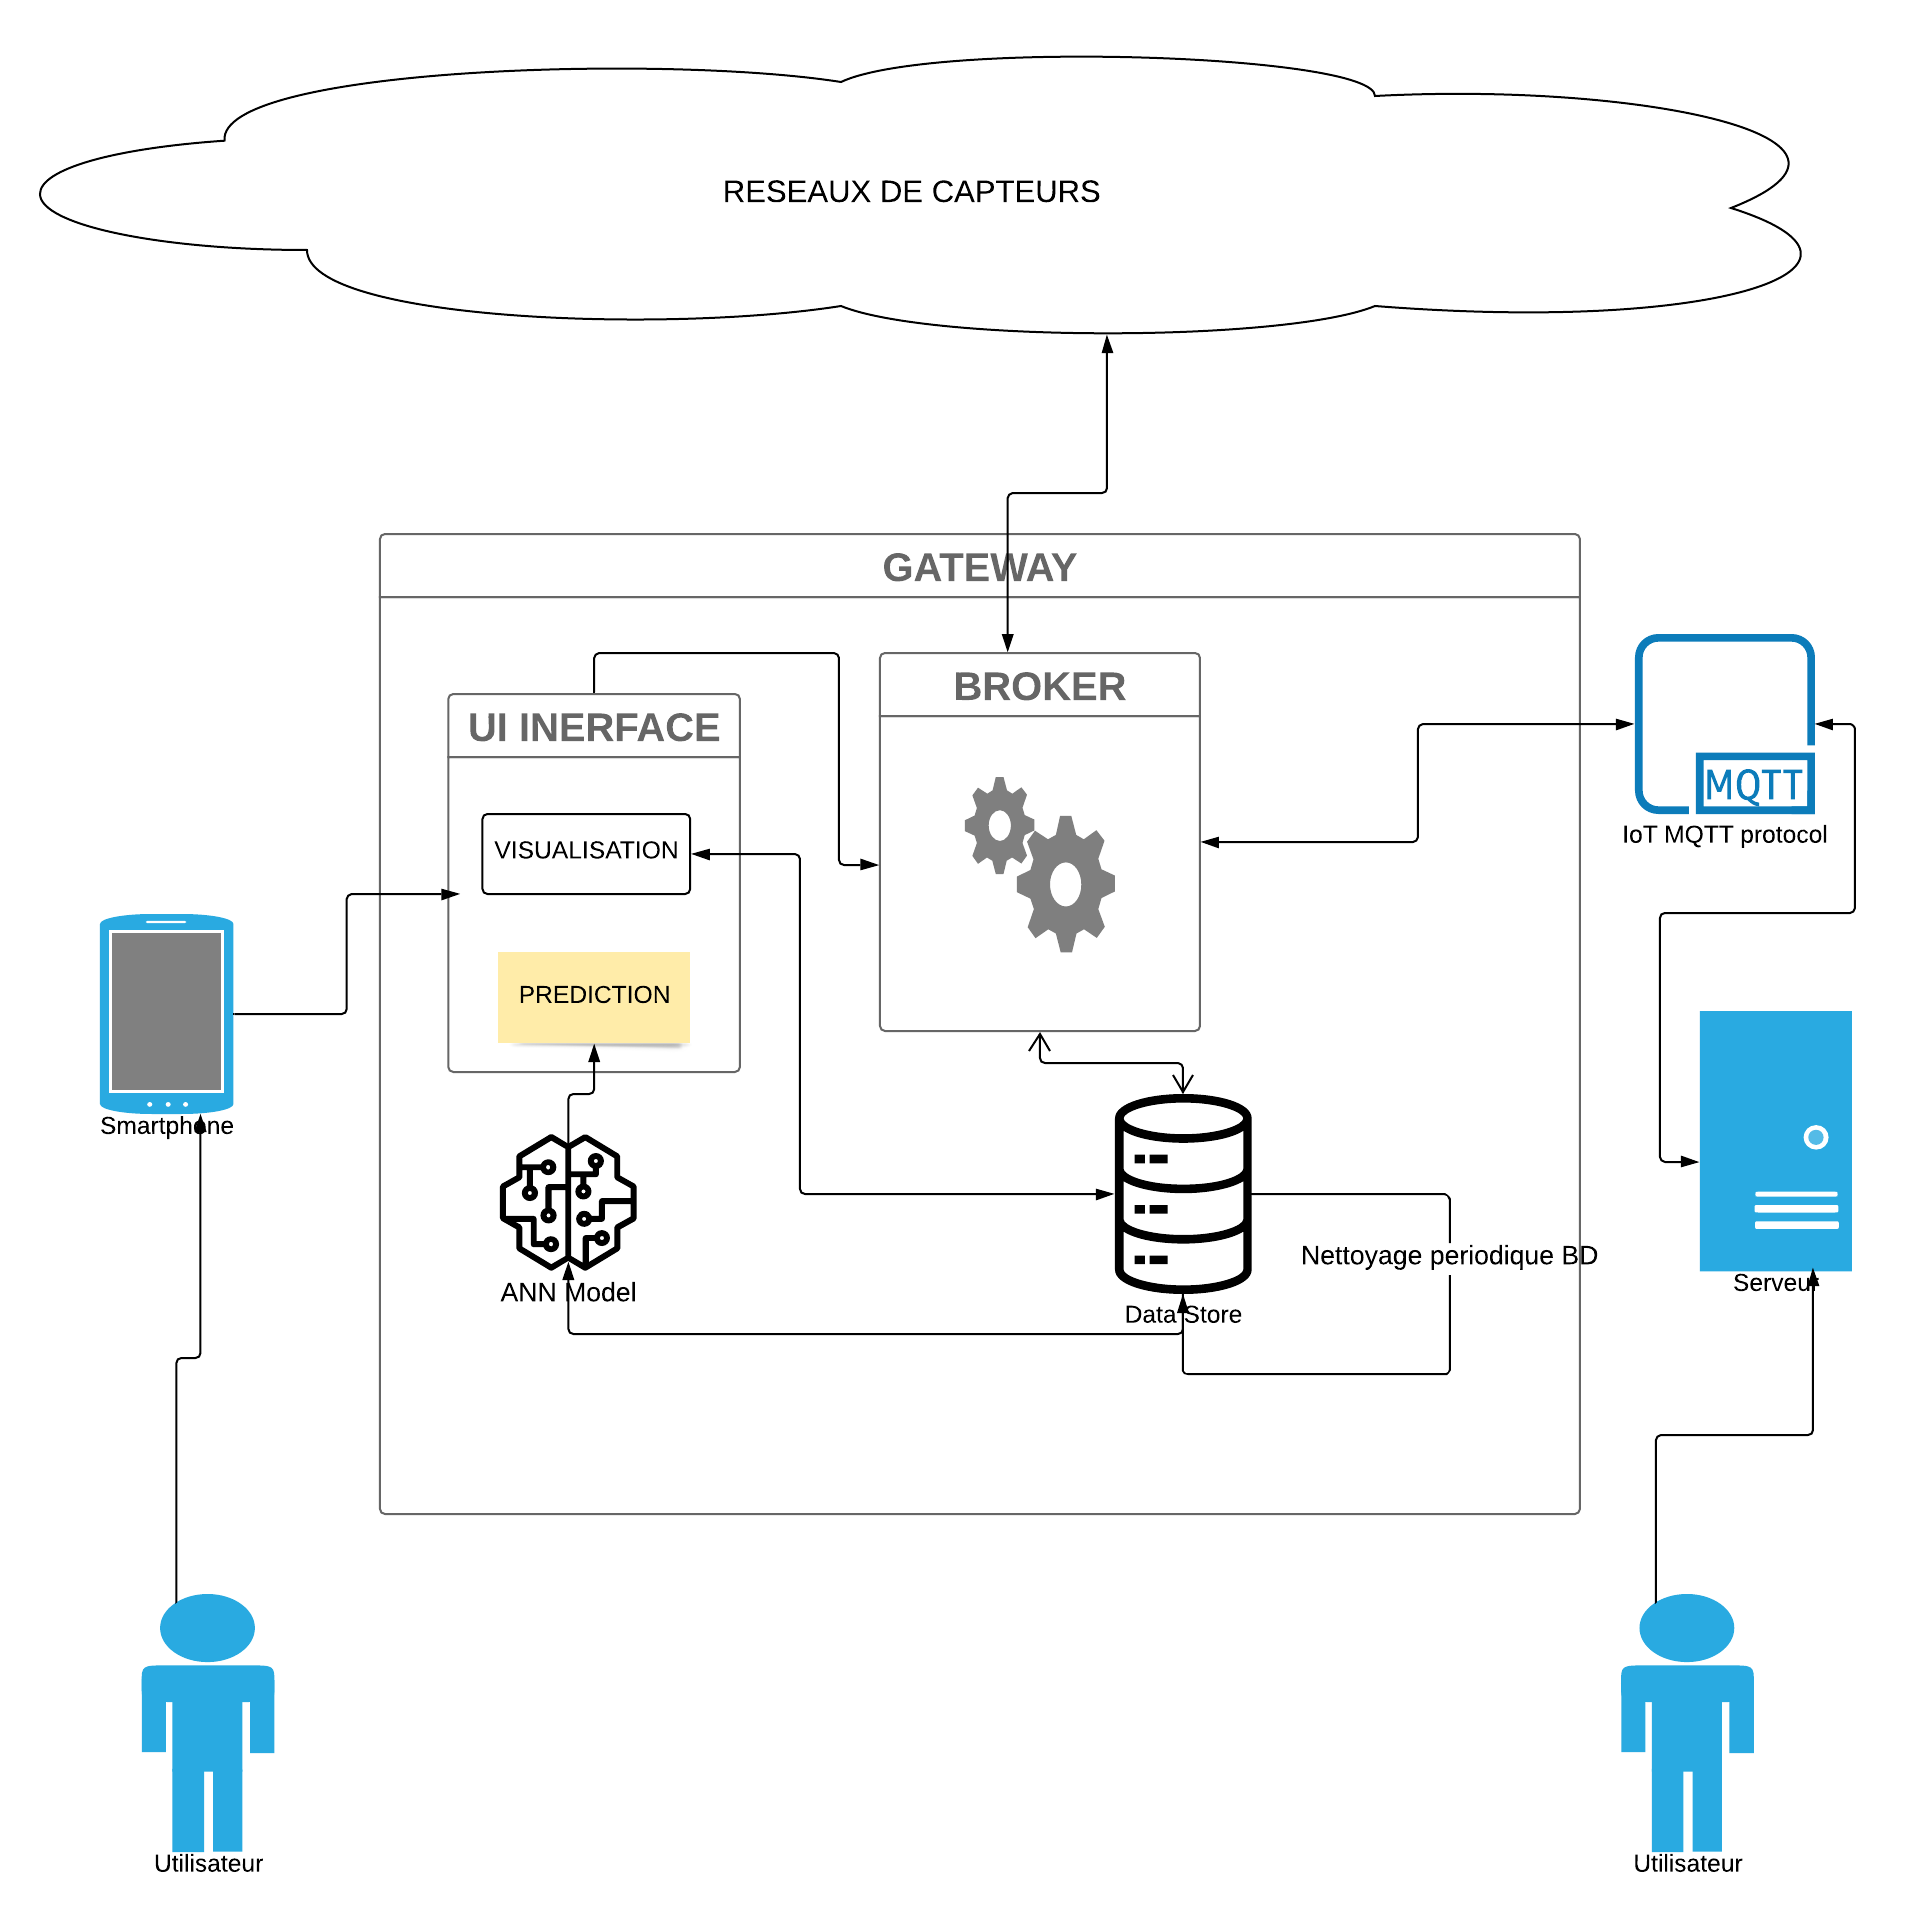 RESEAUX DE CAPTEURS
GATEWAY
BROKER
UI INERFACE
VISUALISATION
MQTT
IoT MQTT protocol
PREDICTION
Smartphone
Nettoyage periodique BD
ANN Model
Data Store
Serveur
Utilisateur
Utilisateur